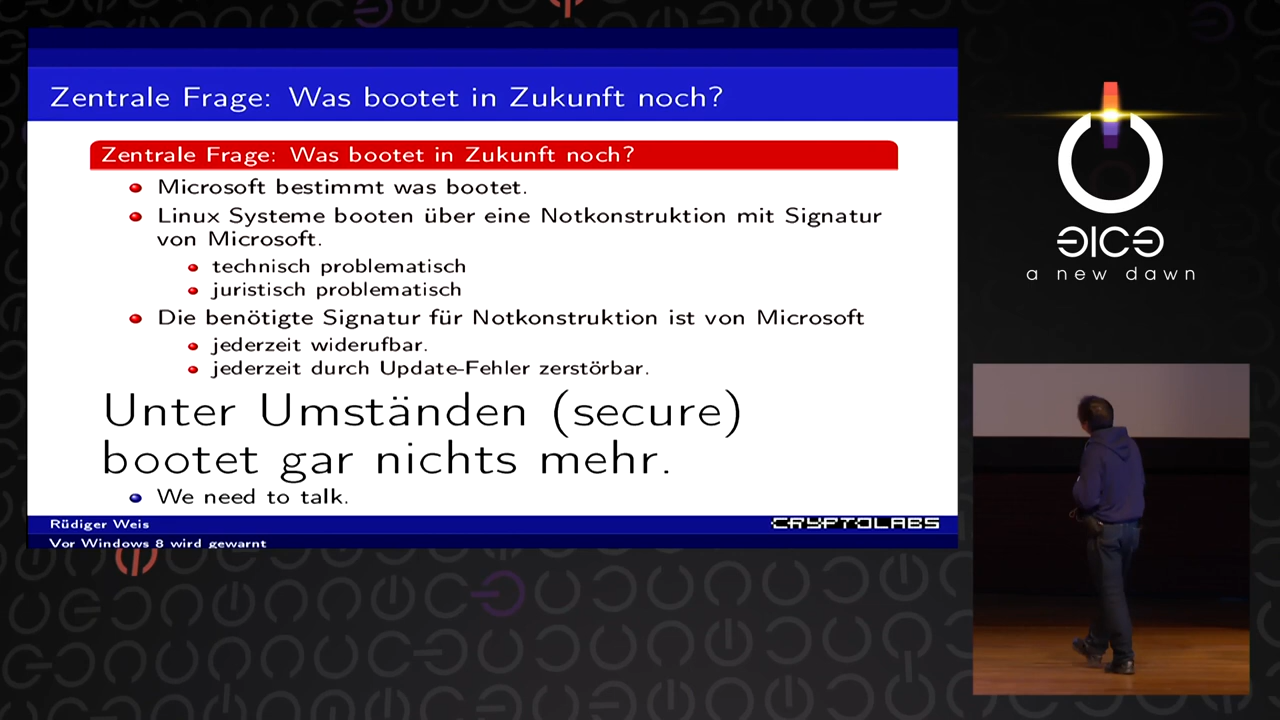 Zentrale Frage: Was bootet in Zukunft noch?
Zentrale Frage: Was bootet in Zukunft noch?
Microsoft bestimmt was bootet.
Linux Systeme booten über eine Notkonstruktion mit Signatur
von Microsoft.
technisch problematisch
juristisch problematisch
Die benötigte Signatur für Notkonstruktion ist von Microsoft
jederzeit widerufbar.
jederzeit durch Update-Fehler zerstörbar.
Unter Umständen (secure)
bootet gar nichts mehr.
We need to talk.
Rüdiger Weis
CRYPTOLABS
Vor Windows 8 wird gewarnt
a new dawn